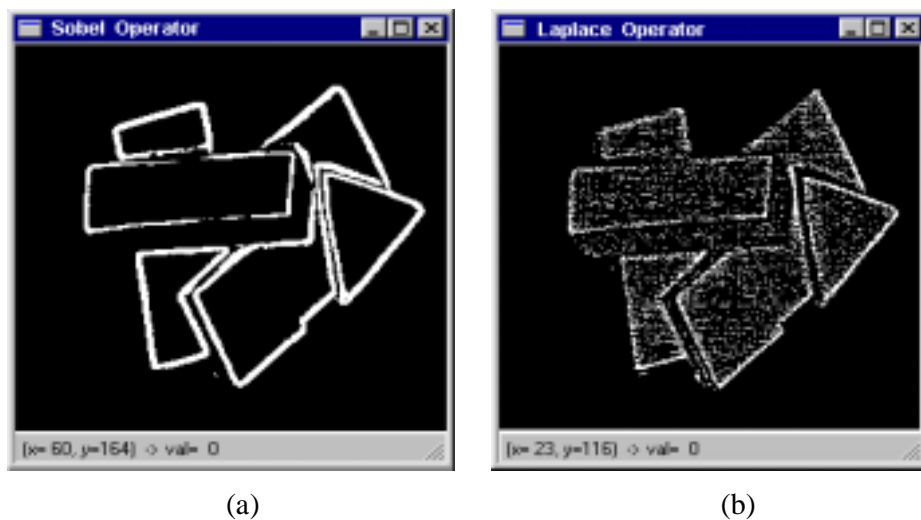 Sobel Operator
Laplace Operator
(x= 60, y=164) -> val= 0
(x= 23, y=116) -> val= 0
(a)
(b)